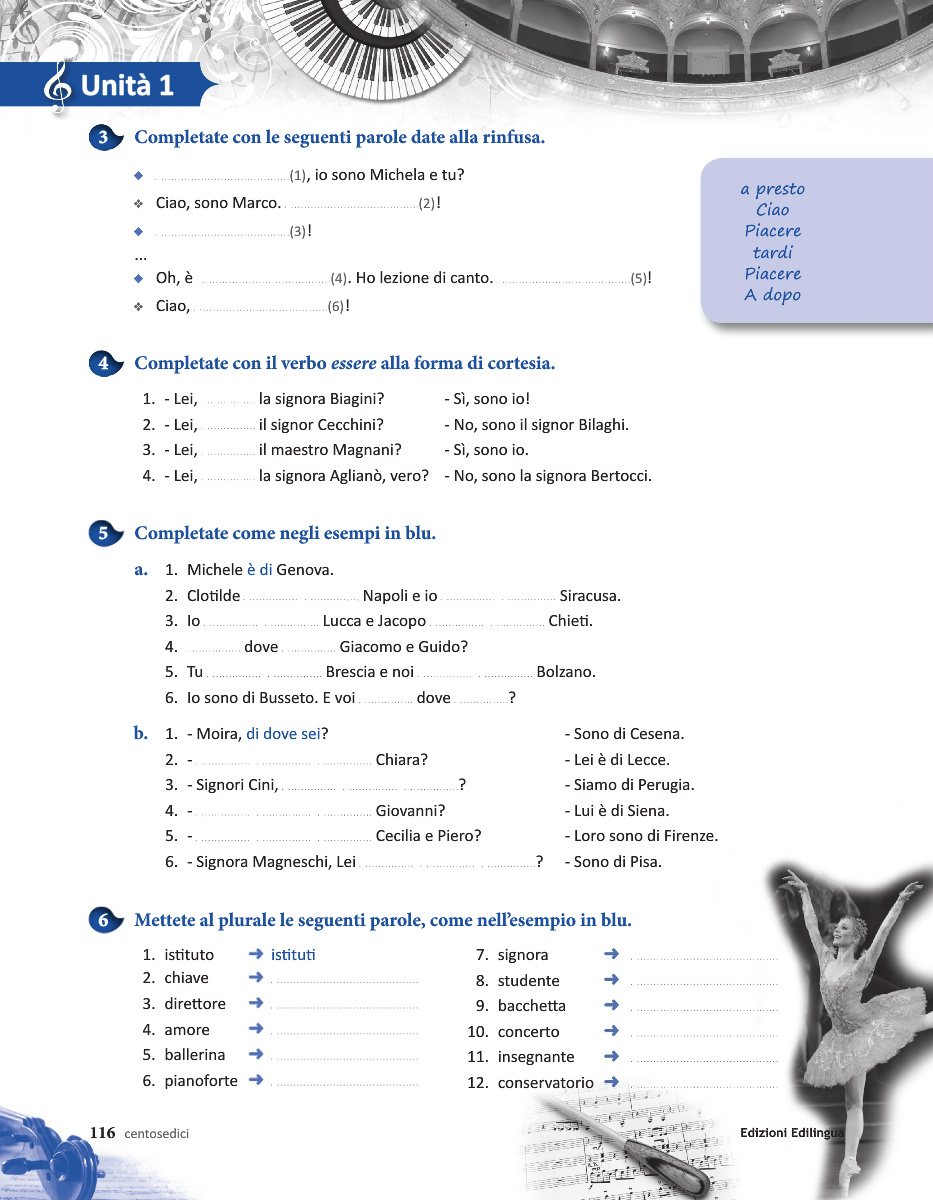 Unità 1
3 Completate con le seguenti parole date alla rinfusa.
........................................(1), io sono Michela e tu?
Ciao, sono Marco. ........................................(2)!
........................................(3)!
...
Oh, è ........................................(4). Ho lezione di canto. ........................................(5)!
Ciao, ........................................(6)!
a presto
Ciao
Piacere
tardi
Piacere
A dopo
4 Completate con il verbo essere alla forma di cortesia.
1. - Lei, ............... la signora Biagini? - Sì, sono io!
2. - Lei, ............... il signor Cecchini? - No, sono il signor Bilaghi.
3. - Lei, ............... il maestro Magnani? - Sì, sono io.
4. - Lei, ............... la signora Aglianò, vero? - No, sono la signora Bertocci.
5 Completate come negli esempi in blu.
a. 1. Michele è di Genova.
2. Clotilde ............... ............... Napoli e io ............... ............... Siracusa.
3. Io ............... ............... Lucca e Jacopo ............... ............... Chieti.
4. ............... dove ............... Giacomo e Guido?
5. Tu ............... ............... Brescia e noi ............... ............... Bolzano.
6. Io sono di Busseto. E voi ............... dove ...............?
b. 1. - Moira, di dove sei? - Sono di Cesena.
2. - ............... ............... ............... Chiara? - Lei è di Lecce.
3. - Signori Cini, ............... ............... ...............? - Siamo di Perugia.
4. - ............... ............... ............... Giovanni? - Lui è di Siena.
5. - ............... ............... ............... Cecilia e Piero? - Loro sono di Firenze.
6. - Signora Magneschi, Lei ............... ............... ...............? - Sono di Pisa.
6 Mettete al plurale le seguenti parole, come nell'esempio in blu.
1. istituto ➜ istituti
2. chiave ➜ ........................................
3. direttore ➜ ........................................
4. amore ➜ ........................................
5. ballerina ➜ ........................................
6. pianoforte ➜ ........................................
7. signora ➜ ........................................
8. studente ➜ ........................................
9. bacchetta ➜ ........................................
10. concerto ➜ ........................................
11. insegnante ➜ ........................................
12. conservatorio ➜ ........................................
116 centosedici
Edizioni Edilingua